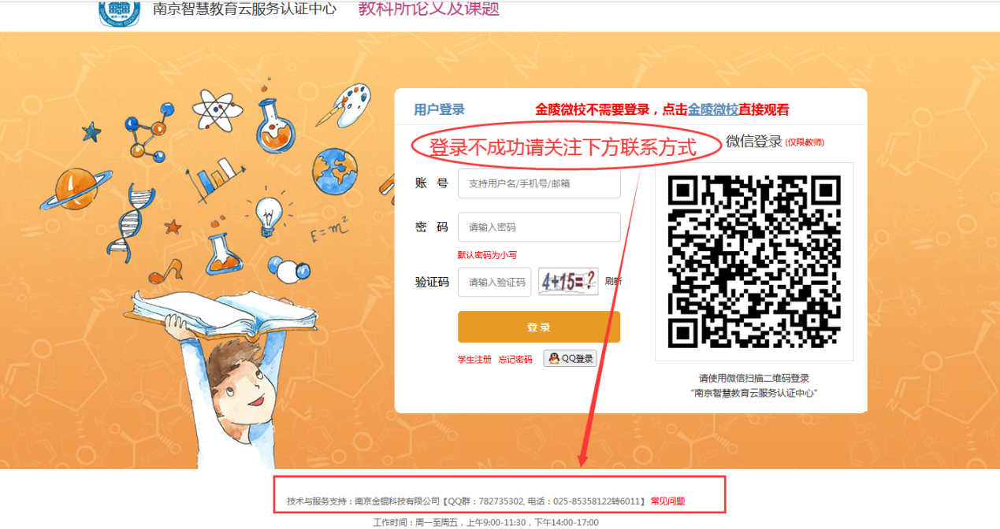 南京智慧教育云服务认证中心 教科所论文及课题
用户登录 金陵微校不需要登录，点击金陵微校直接观看
登录不成功请关注下方联系方式 微信登录(仅限教师)
账 号 支持用户名/手机号/邮箱
密 码 请输入密码
默认密码为小写
验证码 请输入验证码 4+15=? 刷新
登 录
学生注册 忘记密码 QQ登录
请使用微信扫描二维码登录
“南京智慧教育云服务认证中心”
E=m²
技术与服务支持：南京金锟科技有限公司【QQ群：782735302, 电话：025-85358122转6011】 常见问题
工作时间：周一至周五，上午9:00-11:30，下午14:00-17:00